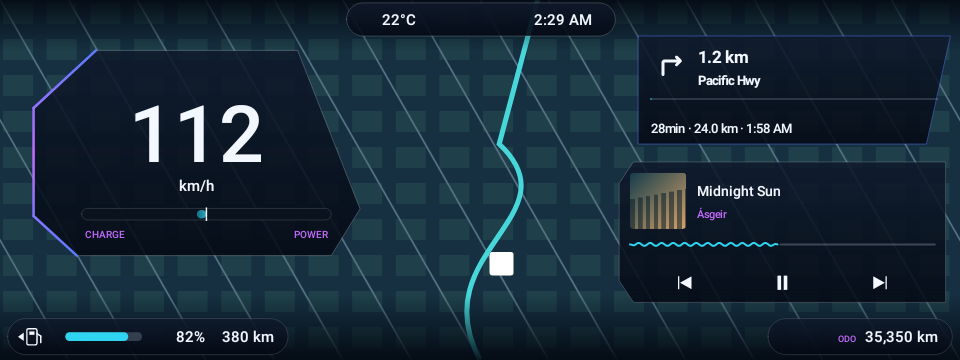 22°C
2:29 AM
112
km/h
CHARGE
POWER
1.2 km
Pacific Hwy
28min · 24.0 km · 1:58 AM
Midnight Sun
Ásgeir
82%
380 km
ODO 35,350 km